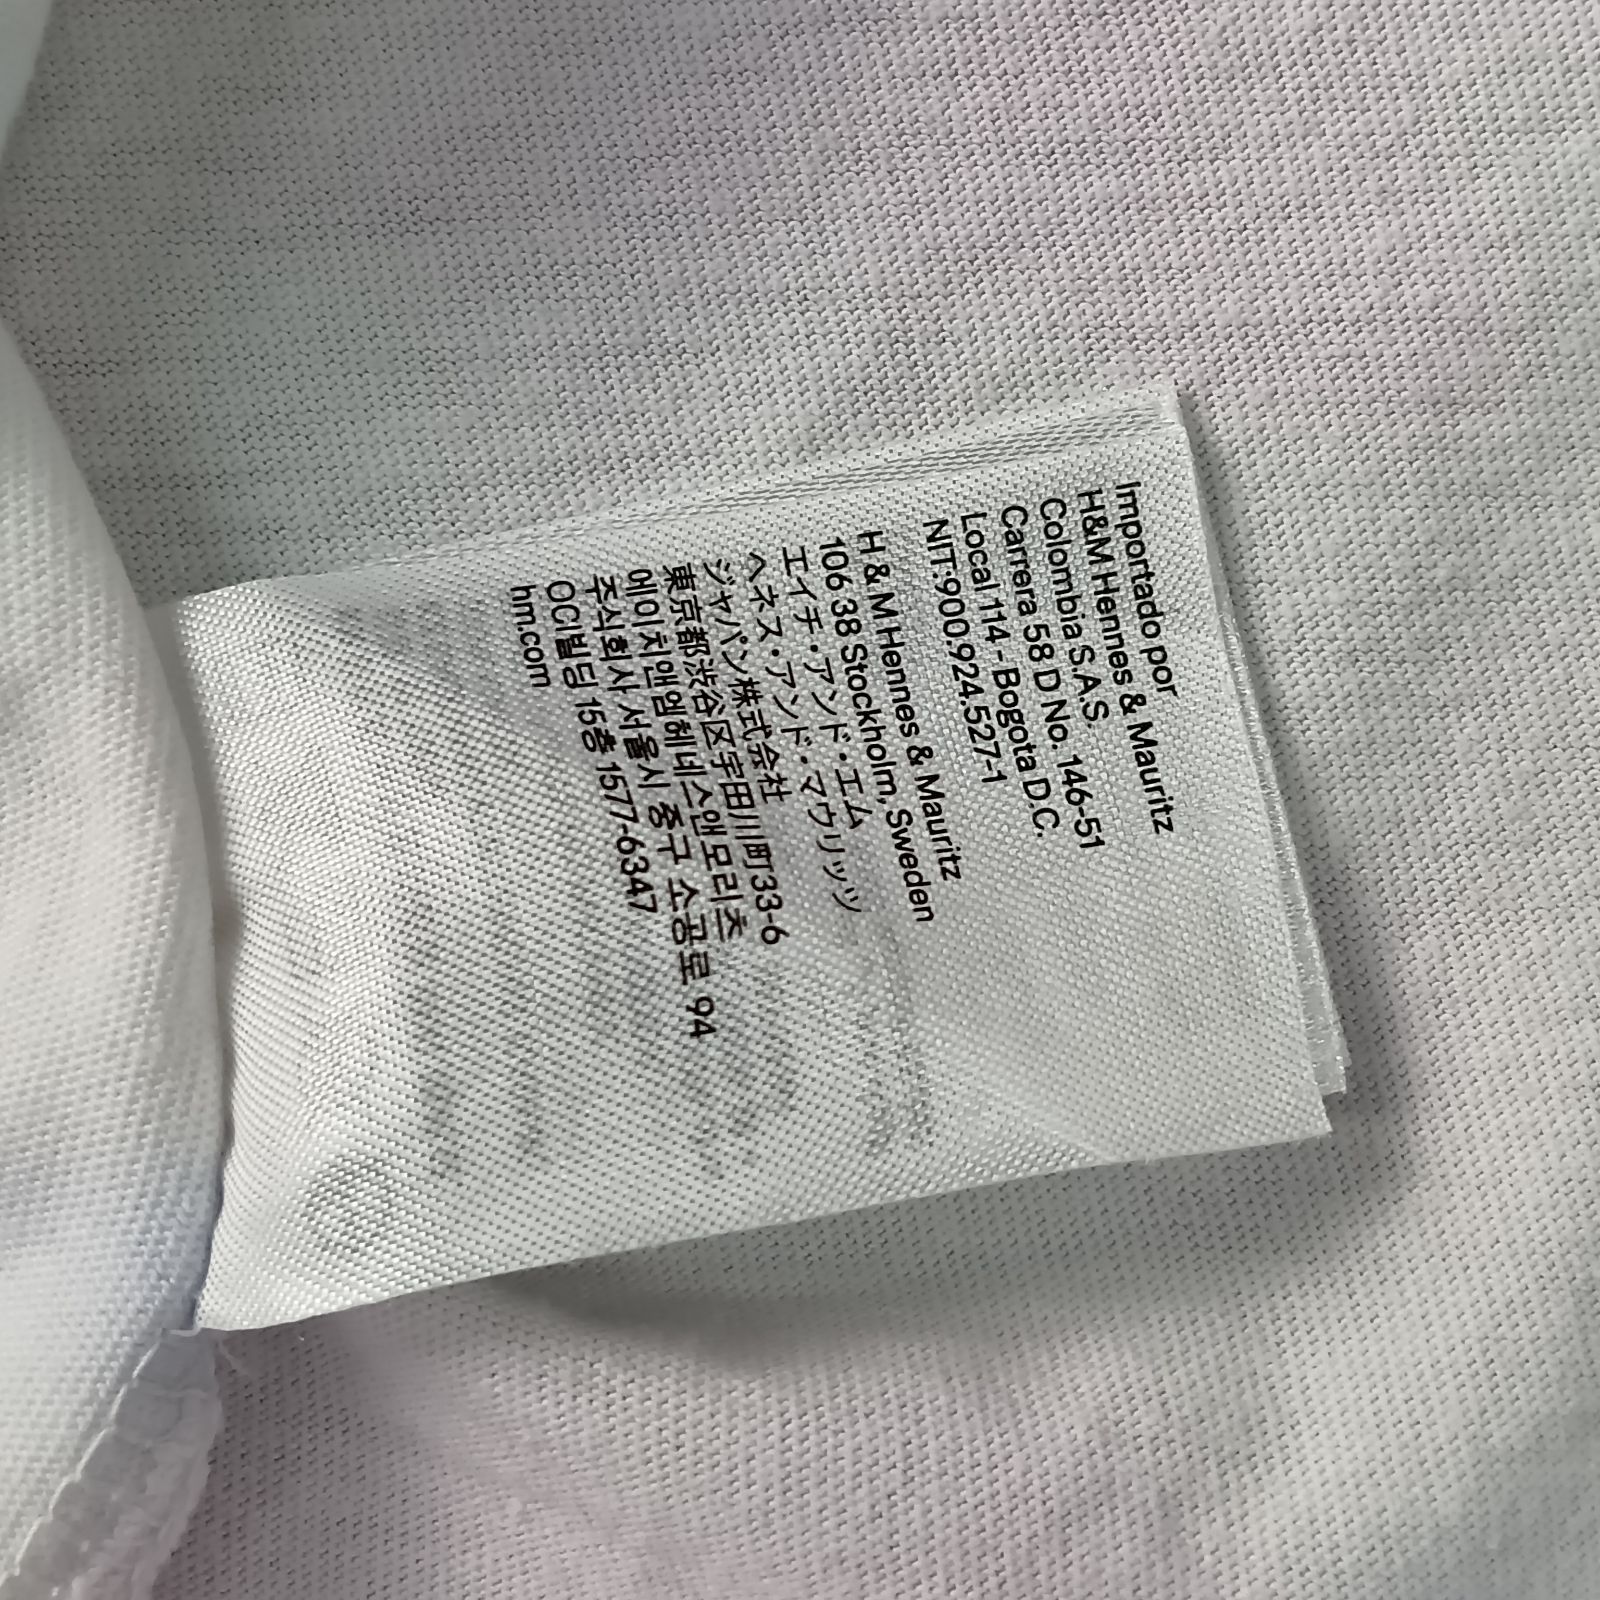 Importado por
H&M Hennes & Mauritz
Colombia S.A.S.
Carrera 58 D No. 146-51
Local 114 - Bogota D.C.
NIT:900.924.527-1
H & M Hennes & Mauritz
106 38 Stockholm, Sweden
エイチ・アンド・エム
ヘネス・アンド・マウリッツ
ジャパン株式会社
東京都渋谷区宇田川町33-6
에이치앤엠헤네스앤모리츠
주식회사 서울시 중구 소공로 94
OCI빌딩 15층 1577-6347
hm.com